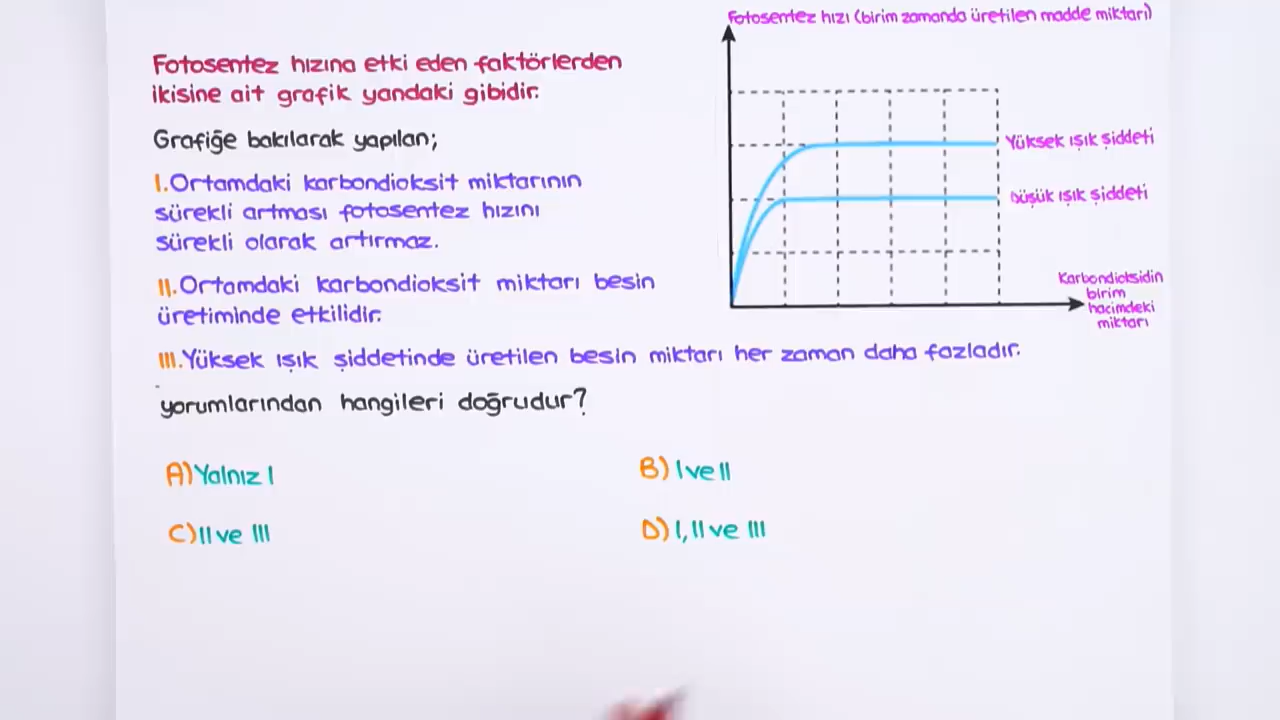 Fotosentez hızı (birim zamanda üretilen madde miktarı)
Fotosentez hızına etki eden faktörlerden
ikisine ait grafik yandaki gibidir.
Grafiğe bakılarak yapılan;
I.Ortamdaki karbondioksit miktarının
sürekli artması fotosentez hızını
sürekli olarak artırmaz.
II.Ortamdaki karbondioksit miktarı besin
üretiminde etkilidir.
III.Yüksek ışık şiddetinde üretilen besin miktarı her zaman daha fazladır.
yorumlarından hangileri doğrudur?
Yüksek ışık şiddeti
Düşük ışık şiddeti
Karbondioksidin
birim
hacimdeki
miktarı
A)Yalnız I
B) I ve II
C)II ve III
D) I, II ve III